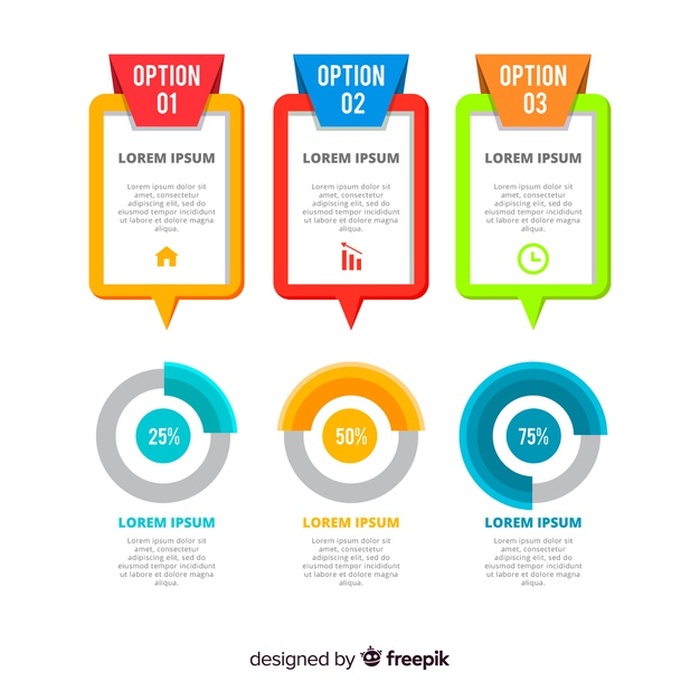 OPTION
01
LOREM IPSUM
Lorem ipsum dolor sit
amet, consectetur
adipiscing elit, sed do
eiusmod tempor incididunt
ut labore et dolore magna
aliqua.
OPTION
02
LOREM IPSUM
Lorem ipsum dolor sit
amet, consectetur
adipiscing elit, sed do
eiusmod tempor incididunt
ut labore et dolore magna
aliqua.
OPTION
03
LOREM IPSUM
Lorem ipsum dolor sit
amet, consectetur
adipiscing elit, sed do
eiusmod tempor incididunt
ut labore et dolore magna
aliqua.
25%
LOREM IPSUM
Lorem ipsum dolor sit
amet, consectetur
adipiscing elit, sed do
eiusmod tempor incididunt
ut labore et dolore magna
aliqua.
50%
LOREM IPSUM
Lorem ipsum dolor sit
amet, consectetur
adipiscing elit, sed do
eiusmod tempor incididunt
ut labore et dolore magna
aliqua.
75%
LOREM IPSUM
Lorem ipsum dolor sit
amet, consectetur
adipiscing elit, sed do
eiusmod tempor incididunt
ut labore et dolore magna
aliqua.
designed by freepik